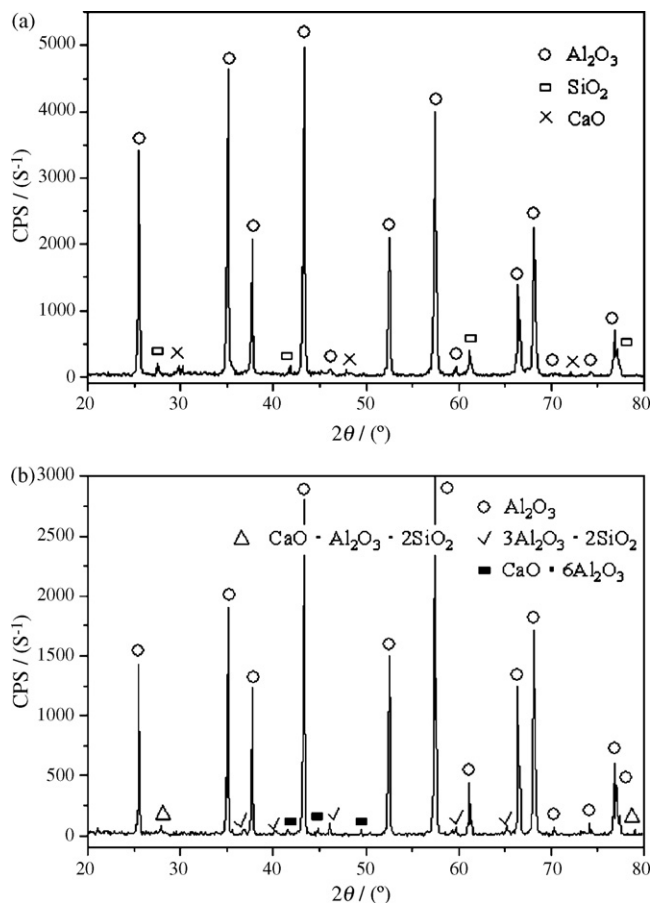 (a)
5000
4000
3000
2000
1000
0
CPS / (S⁻¹)
Al₂O₃
SiO₂
CaO
20 30 40 50 60 70 80
2θ / (º)
(b)
3000
2500
2000
1500
1000
500
0
CPS / (S⁻¹)
Al₂O₃
CaO · Al₂O₃ · 2SiO₂ 3Al₂O₃ · 2SiO₂
CaO · 6Al₂O₃
20 30 40 50 60 70 80
2θ / (º)